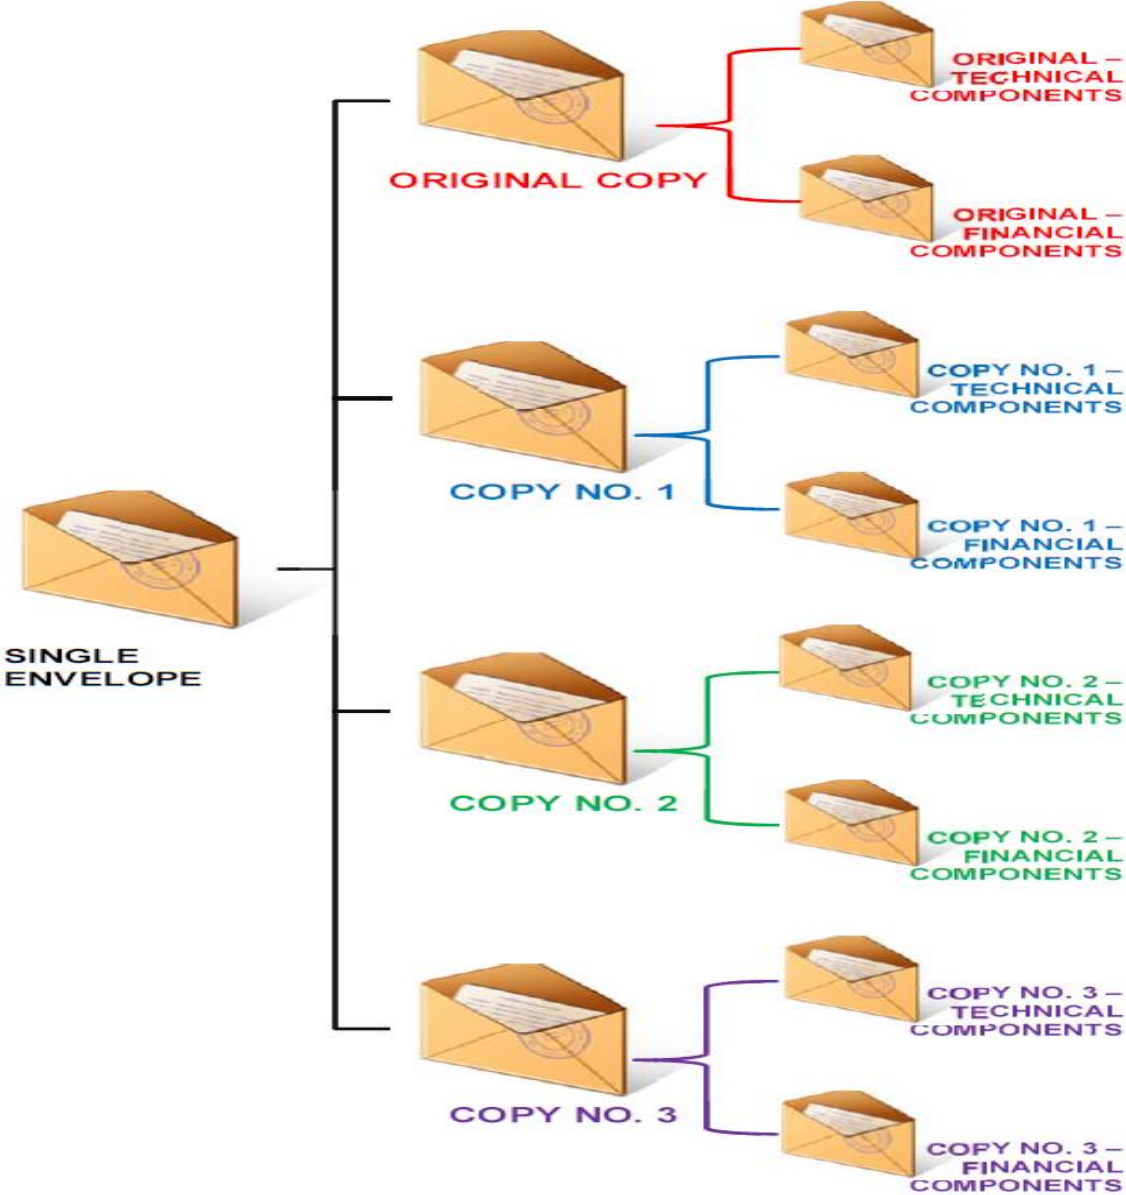 ORIGINAL –
TECHNICAL
COMPONENTS
ORIGINAL COPY
ORIGINAL –
FINANCIAL
COMPONENTS
COPY NO. 1 –
TECHNICAL
COMPONENTS
COPY NO. 1
COPY NO. 1 –
FINANCIAL
COMPONENTS
SINGLE
ENVELOPE
COPY NO. 2 –
TECHNICAL
COMPONENTS
COPY NO. 2
COPY NO. 2 –
FINANCIAL
COMPONENTS
COPY NO. 3 –
TECHNICAL
COMPONENTS
COPY NO. 3
COPY NO. 3 –
FINANCIAL
COMPONENTS